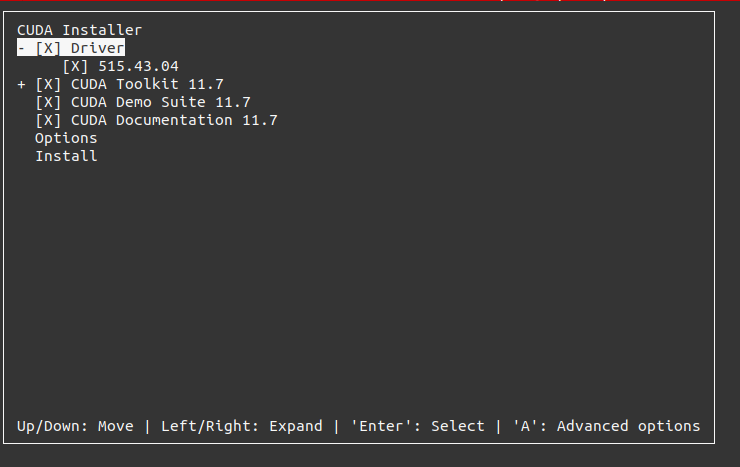 CUDA Installer
- [X] Driver
[X] 515.43.04
+ [X] CUDA Toolkit 11.7
[X] CUDA Demo Suite 11.7
[X] CUDA Documentation 11.7
Options
Install
Up/Down: Move | Left/Right: Expand | 'Enter': Select | 'A': Advanced options